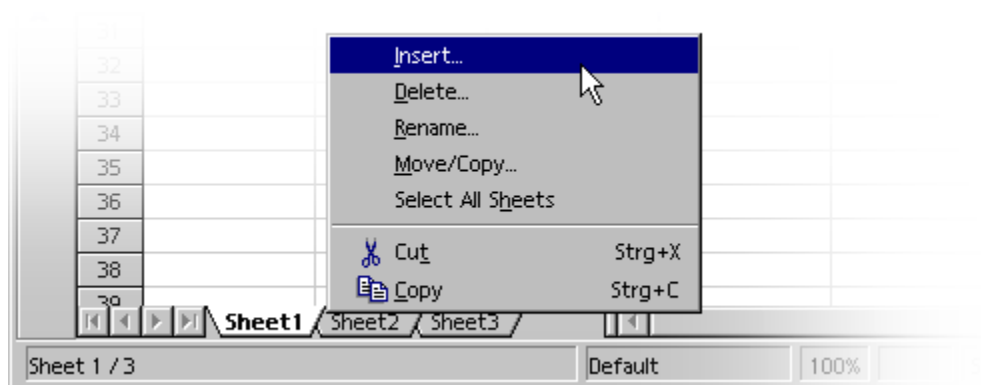 31
32
33
34
35
36
37
38
39
Insert...
Delete...
Rename...
Move/Copy...
Select All Sheets
Cut Strg+X
Copy Strg+C
Sheet1 Sheet2 Sheet3
Sheet 1 / 3 Default 100%